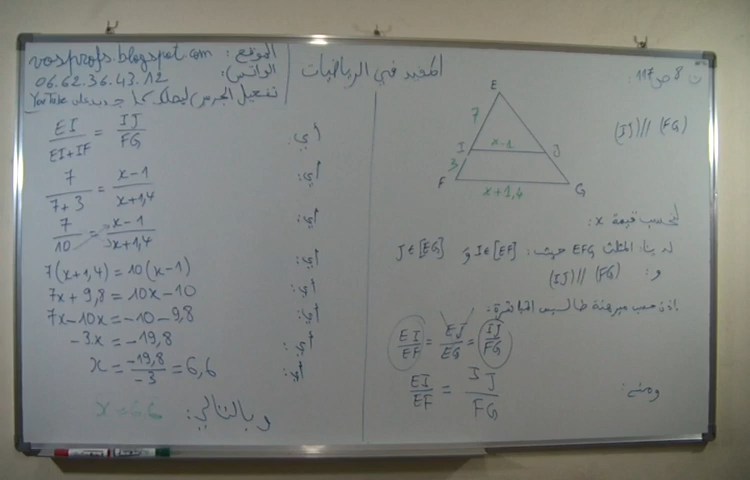 ت 8 ص 117:
المفيد في الرياضيات
الموقع: vosprofs.blogspot.com
الواتس: 06.62.36.43.12
تفعيل الجرس ليصلك كل جديد على YouTube
(IJ) // (FG)
E
7
I x-1 J
3
F x+1,4 G
لنحسب قيمة x:
لدينا: المثلث EFG حيث: I∈[EF] و J∈[EG]
و: (IJ) // (FG)
إذن حسب مبرهنة طاليس المباشرة:
EI/EF = EJ/EG = IJ/FG
ومنه: EI/EF = IJ/FG
أي: EI/EI+IF = IJ/FG
أي: 7/7+3 = x-1/x+1,4
أي: 7/10 = x-1/x+1,4
أي: 7(x+1,4) = 10(x-1)
أي: 7x+9,8 = 10x-10
أي: 7x-10x = -10-9,8
أي: -3x = -19,8
أي: x = -19,8/-3 = 6,6
وبالتالي: x=6,6